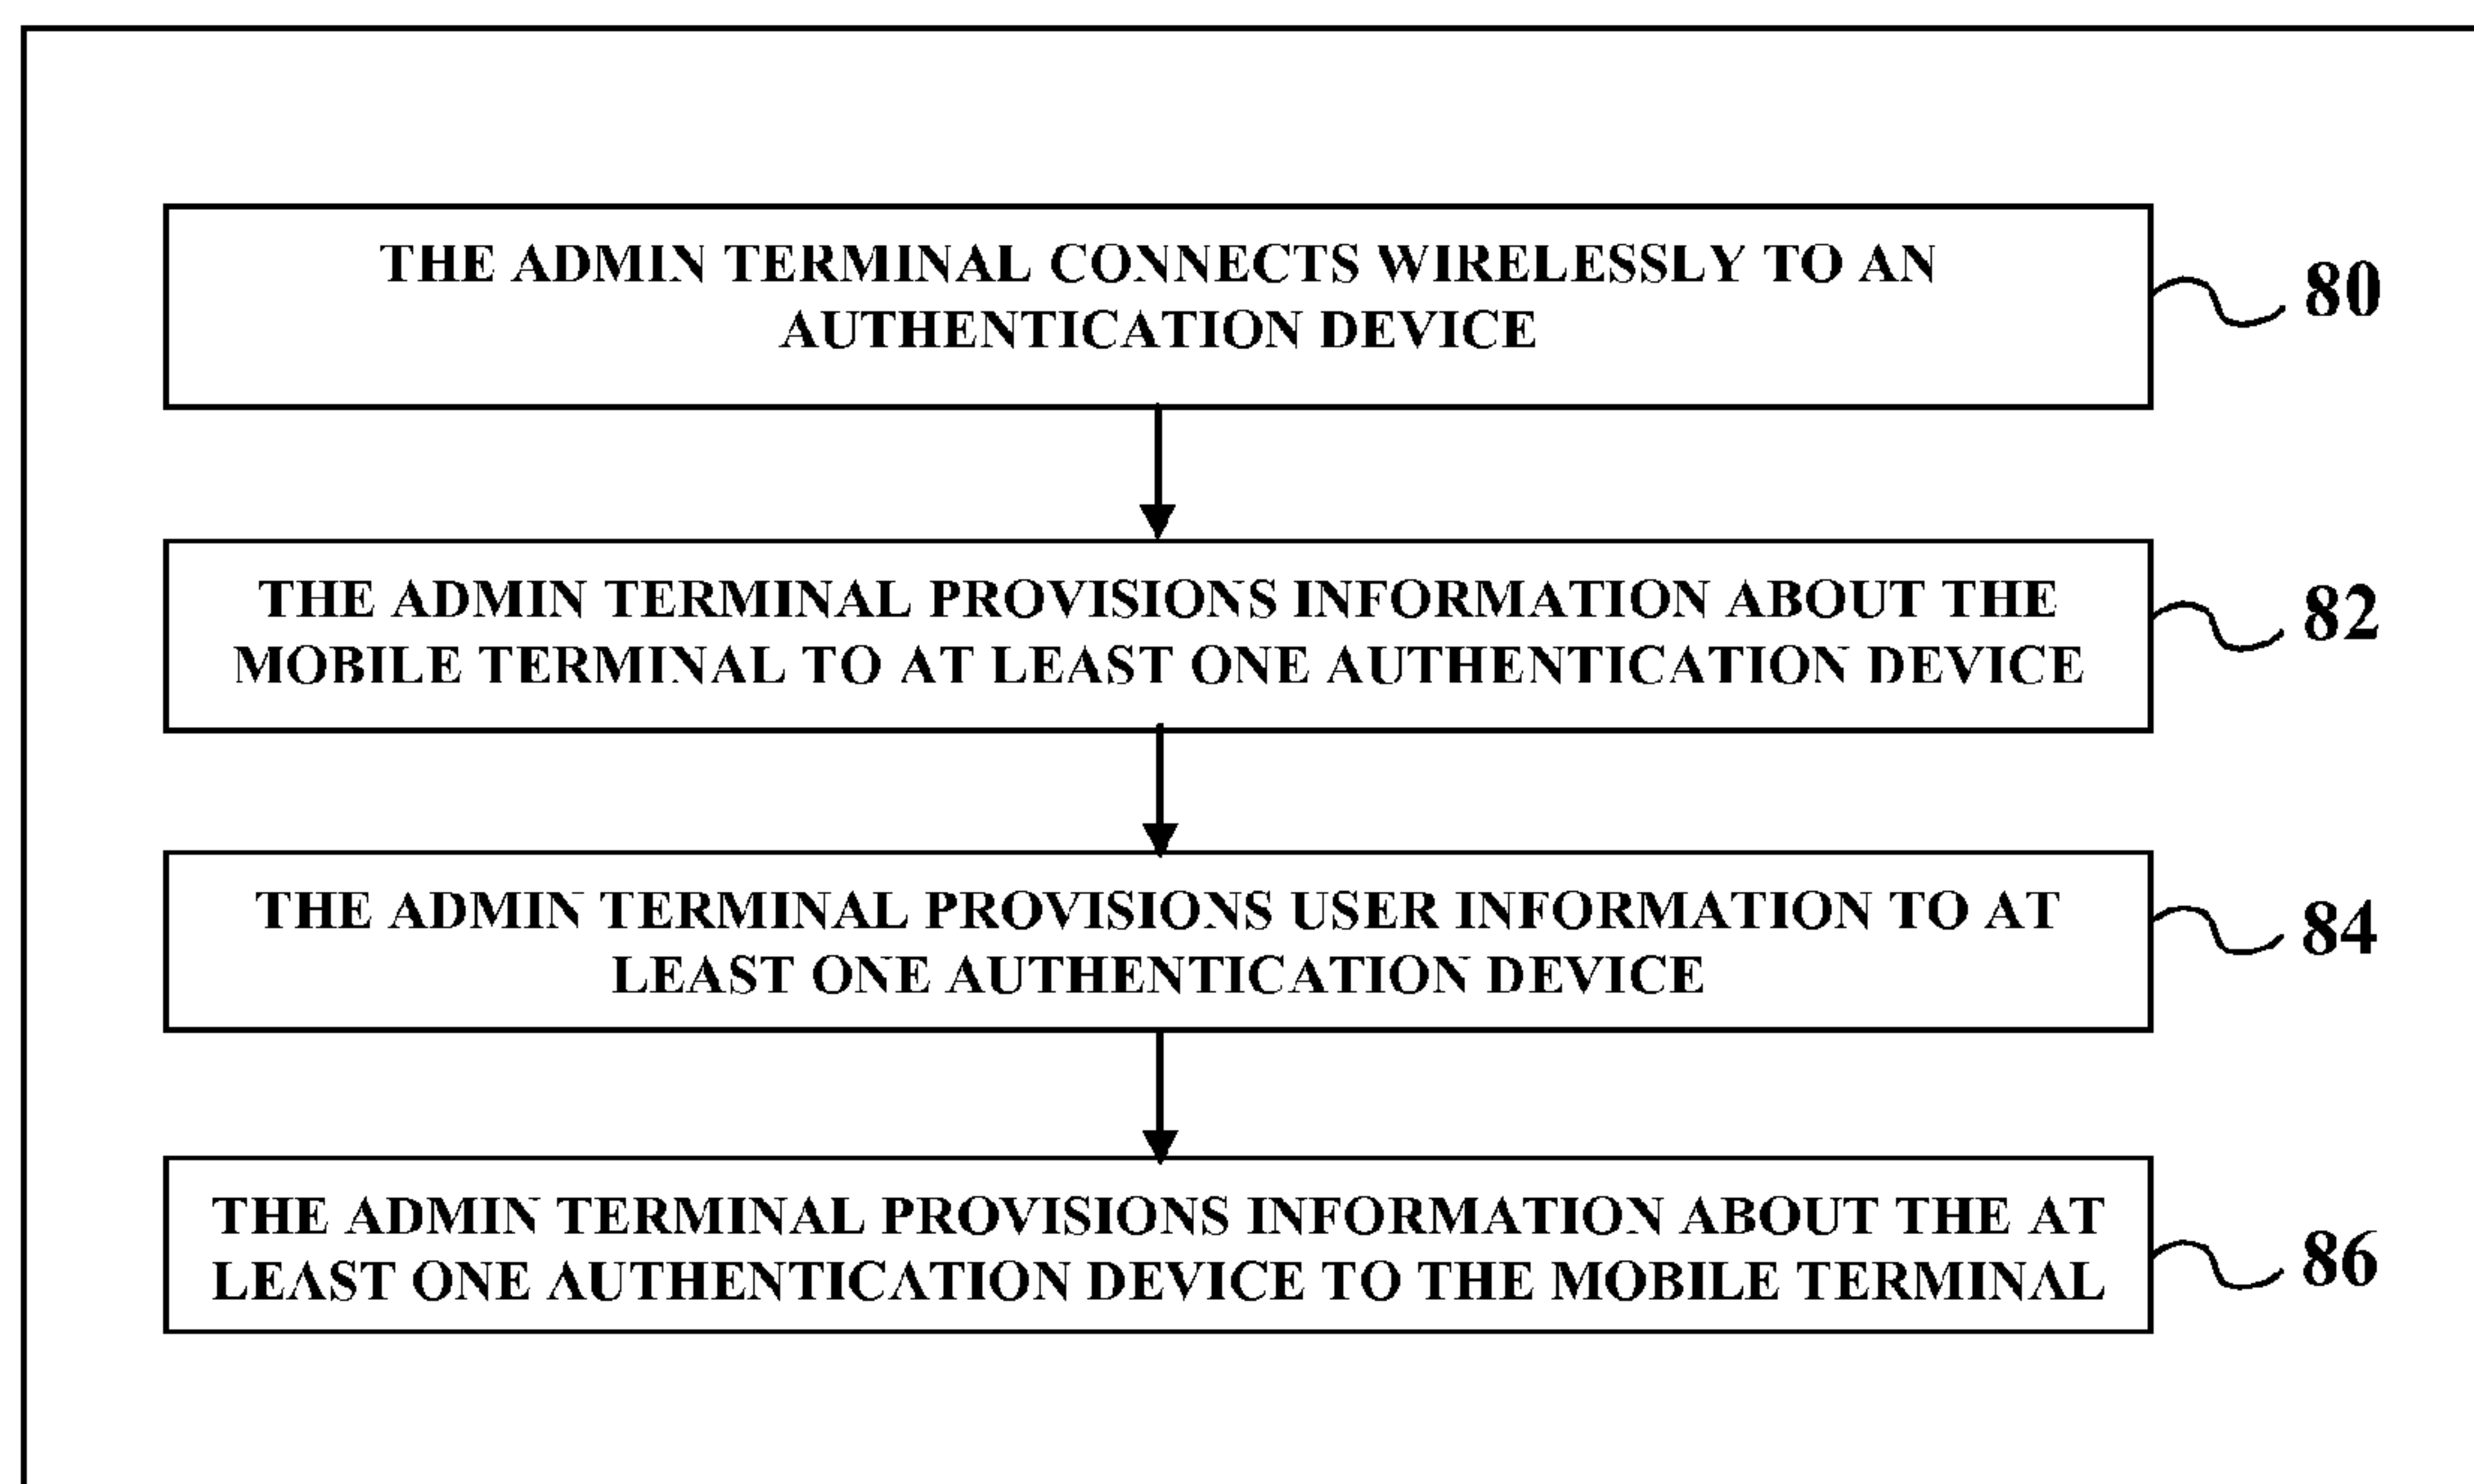 THE ADMIN TERMINAL CONNECTS WIRELESSLY TO AN
AUTHENTICATION DEVICE
80
THE ADMIN TERMINAL PROVISIONS INFORMATION ABOUT THE
MOBILE TERMINAL TO AT LEAST ONE AUTHENTICATION DEVICE
82
THE ADMIN TERMINAL PROVISIONS USER INFORMATION TO AT
LEAST ONE AUTHENTICATION DEVICE
84
THE ADMIN TERMINAL PROVISIONS INFORMATION ABOUT THE AT
LEAST ONE AUTHENTICATION DEVICE TO THE MOBILE TERMINAL
86